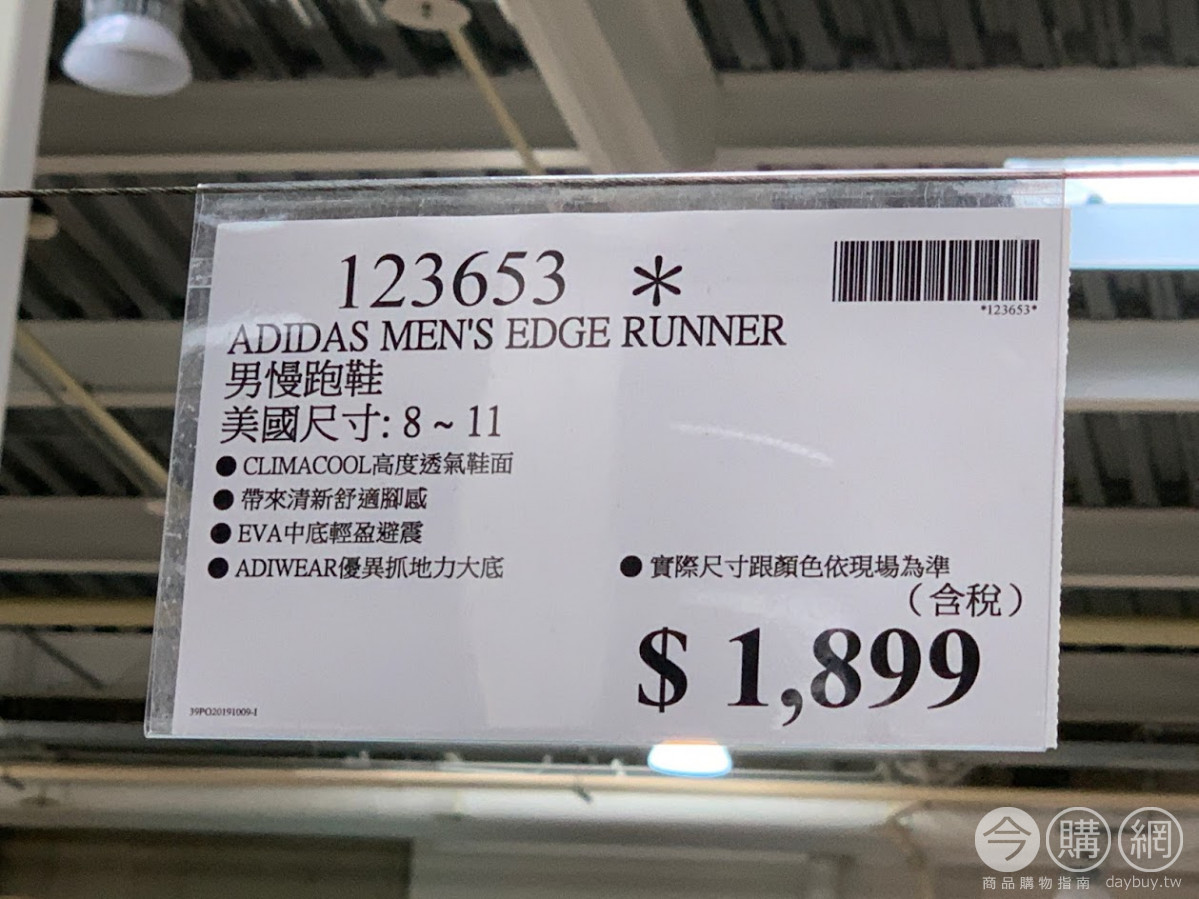 123653 *
*123653*
ADIDAS MEN'S EDGE RUNNER
男慢跑鞋
美國尺寸: 8 ~ 11
● CLIMACOOL高度透氣鞋面
● 帶來清新舒適腳感
● EVA中底輕盈避震
● ADIWEAR優異抓地力大底
● 實際尺寸跟顏色依現場為準
（含稅）
$ 1,899
39PO20191009-1
今購網
商品購物指南 daybuy.tw